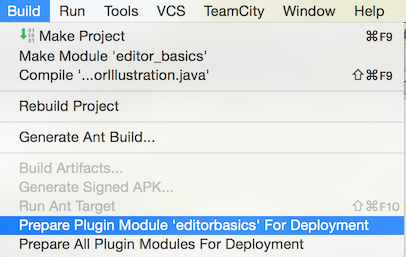 Build Run Tools VCS TeamCity Window Help
Make Project ⌘F9
Make Module 'editor_basics'
Compile '...orIllustration.java' ⇧⌘F9
Rebuild Project
Generate Ant Build...
Build Artifacts...
Generate Signed APK...
Run Ant Target ⇧⌘F10
Prepare Plugin Module 'editorbasics' For Deployment
Prepare All Plugin Modules For Deployment